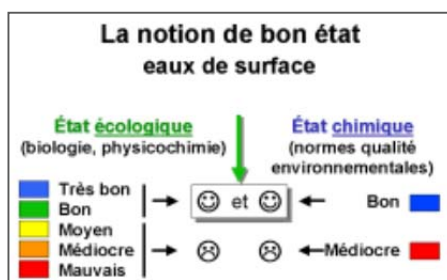 La notion de bon état
eaux de surface
État écologique
(biologie, physicochimie)
État chimique
(normes qualité
environnementales)
Très bon
Bon
Moyen
Médiocre
Mauvais
et
Bon
Médiocre